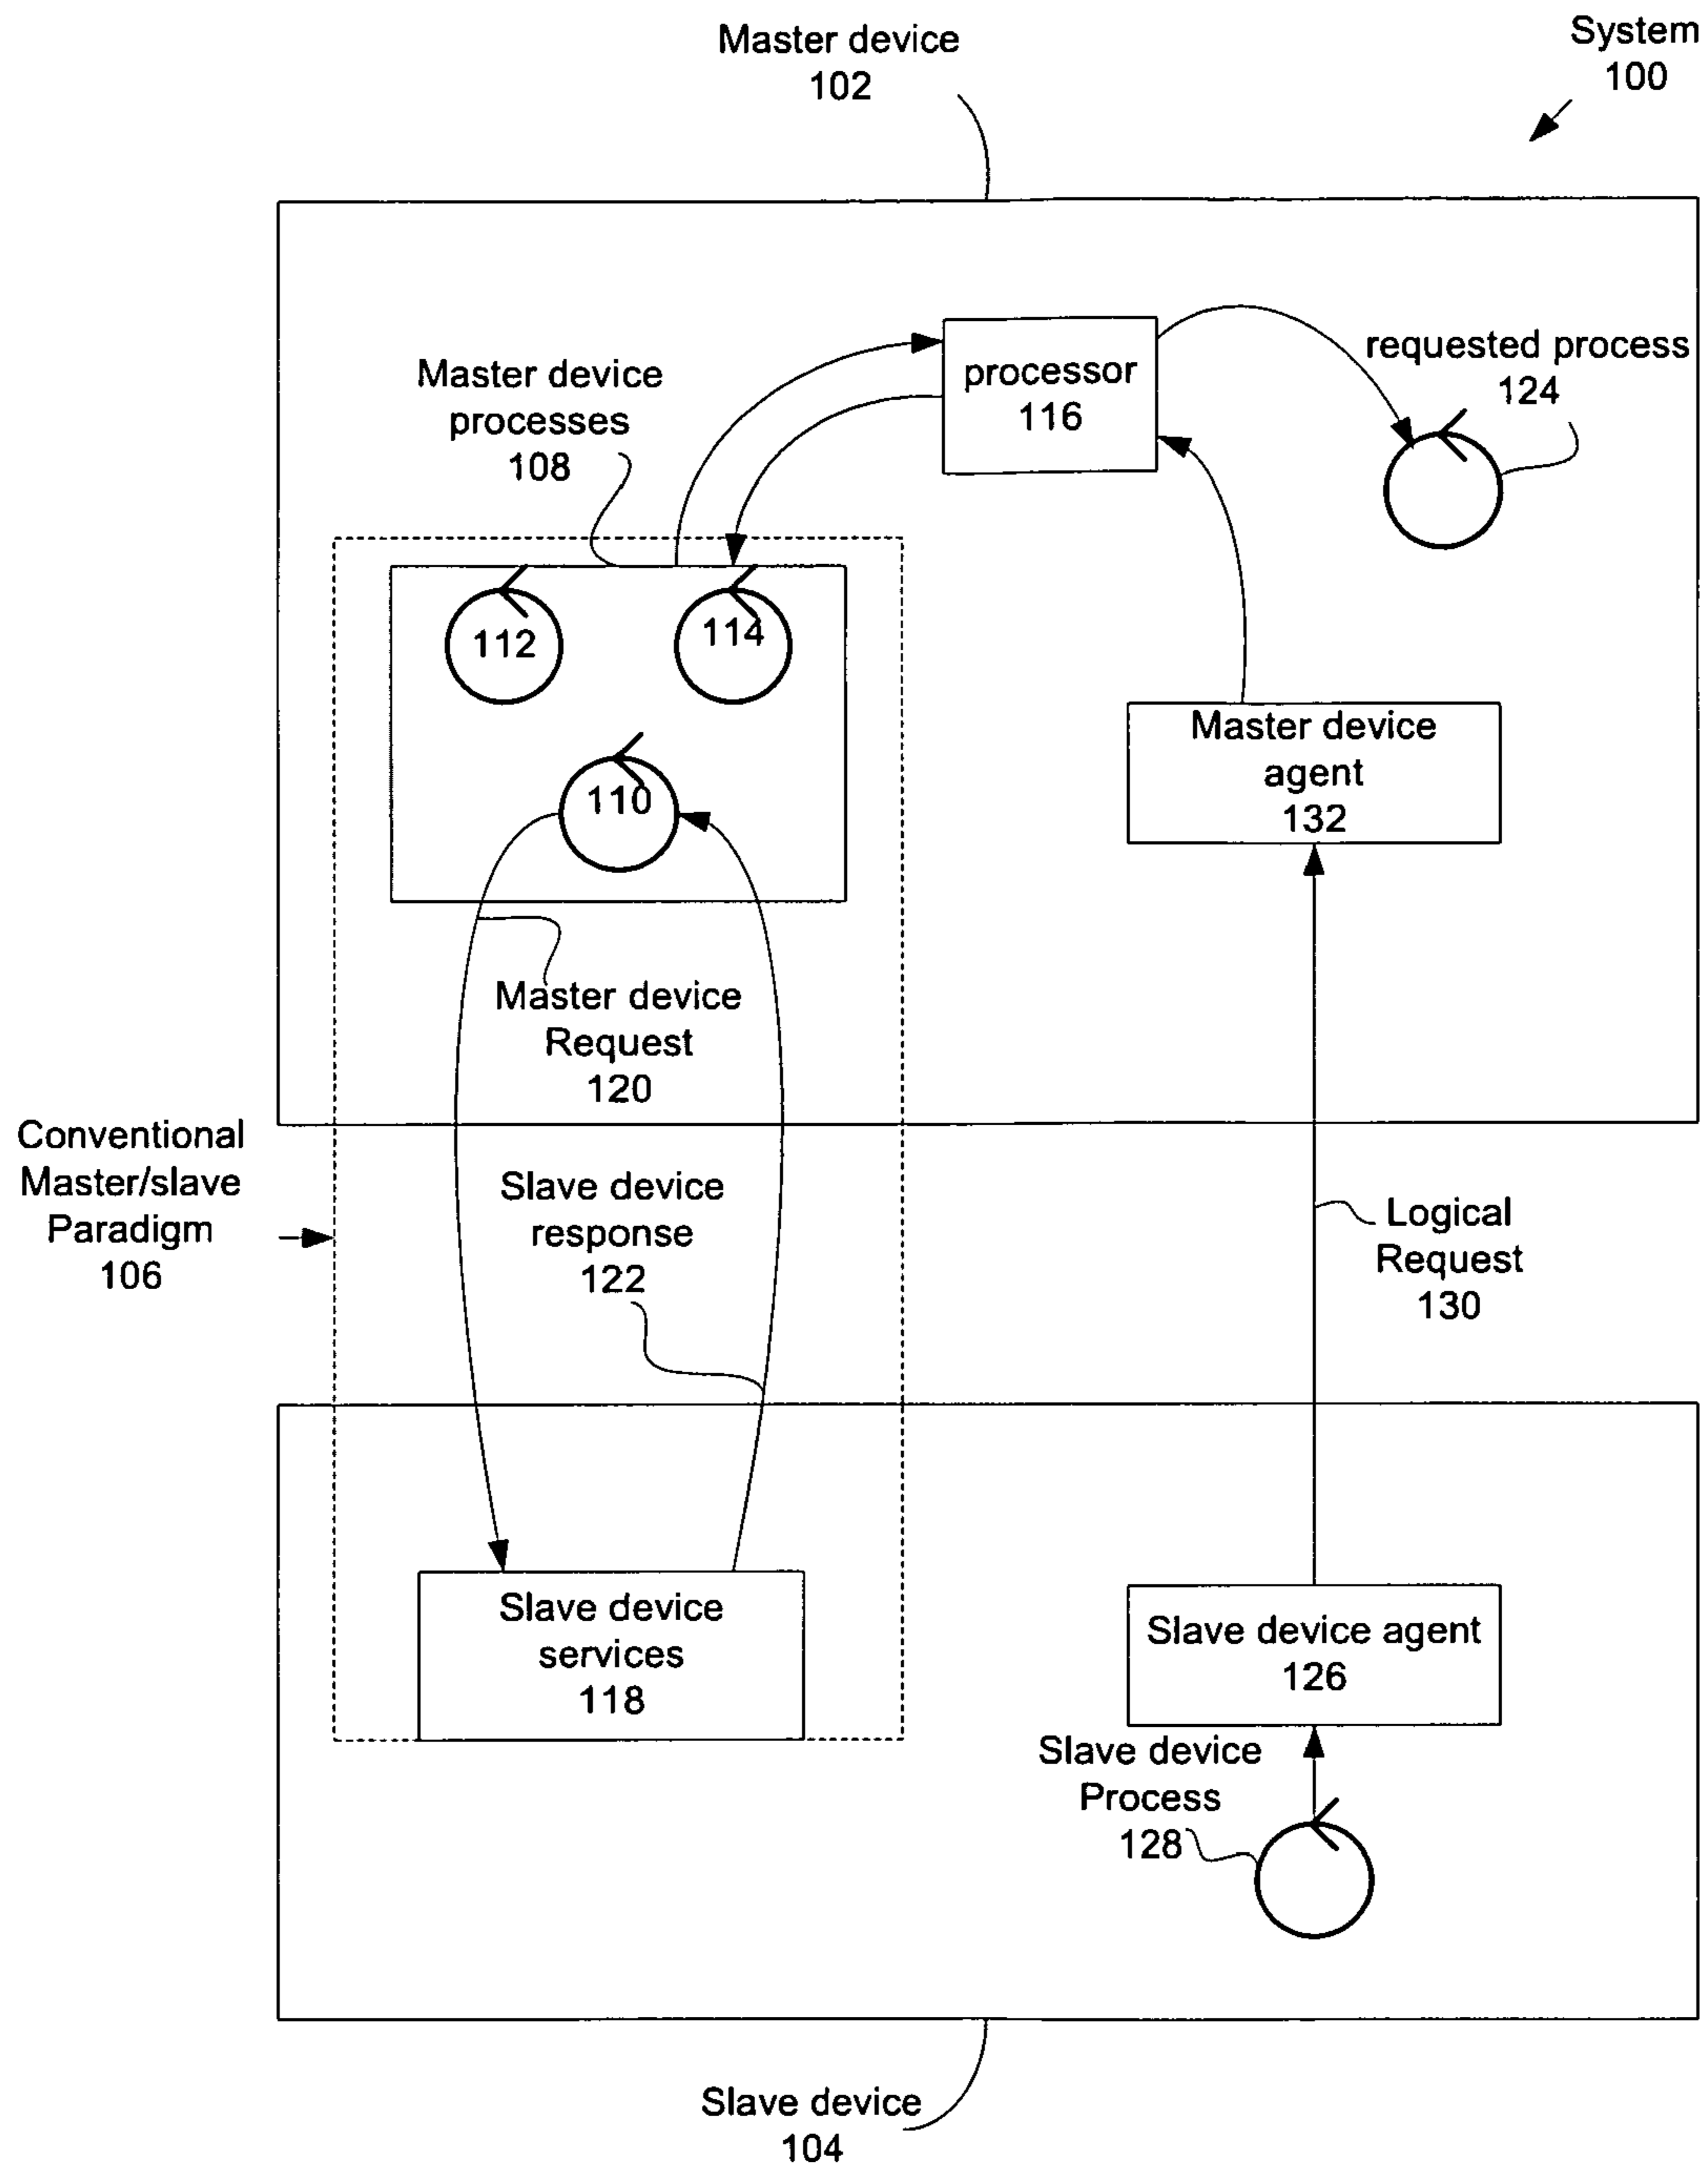 System
100
Master device
102
processor
116
requested process
124
Master device
processes
108
112
114
110
Master device
agent
132
Master device
Request
120
Conventional
Master/slave
Paradigm
106
Slave device
response
122
Logical
Request
130
Slave device
services
118
Slave device agent
126
Slave device
Process
128
Slave device
104